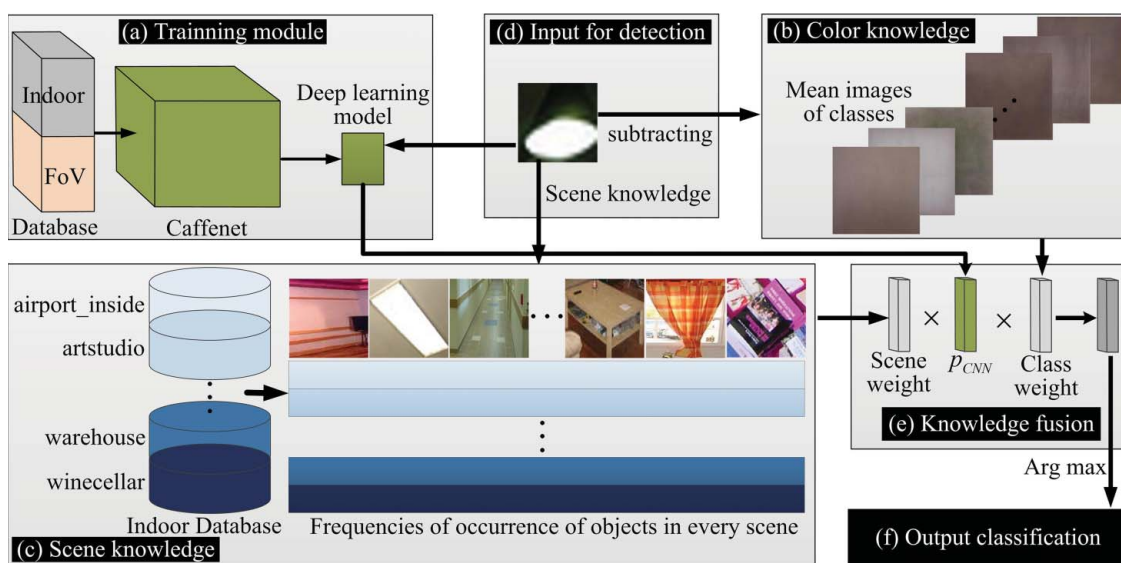 (a) Trainning module
Indoor
FoV
Database
Caffenet
Deep learning
model
(d) Input for detection
subtracting
Scene knowledge
(b) Color knowledge
Mean images
of classes
airport_inside
artstudio
warehouse
winecellar
Indoor Database
Frequencies of occurrence of objects in every scene
(c) Scene knowledge
× ×
Scene
weight
pCNN
Class
weight
(e) Knowledge fusion
Arg max
(f) Output classification